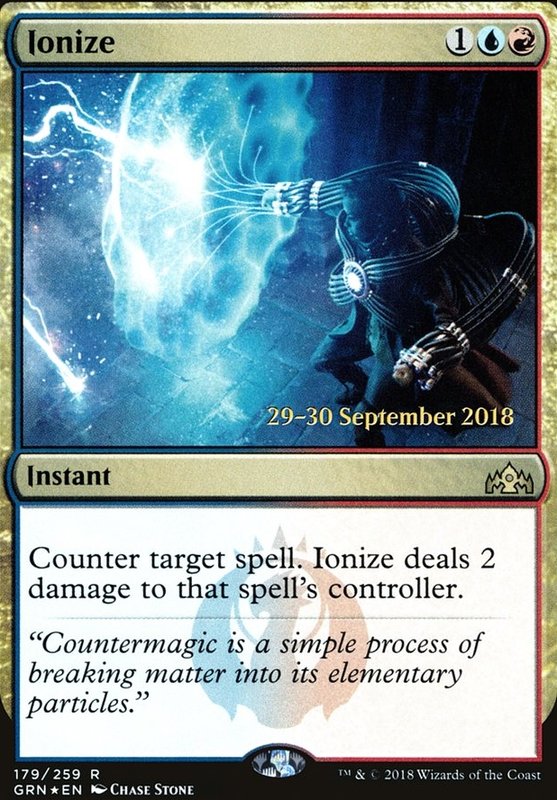 Ionize 1
29-30 September 2018
Instant
Counter target spell. Ionize deals 2
damage to that spell's controller.
"Countermagic is a simple process of
breaking matter into its elementary
particles."
179/259 R
GRN★EN Chase Stone
™ & © 2018 Wizards of the Coast